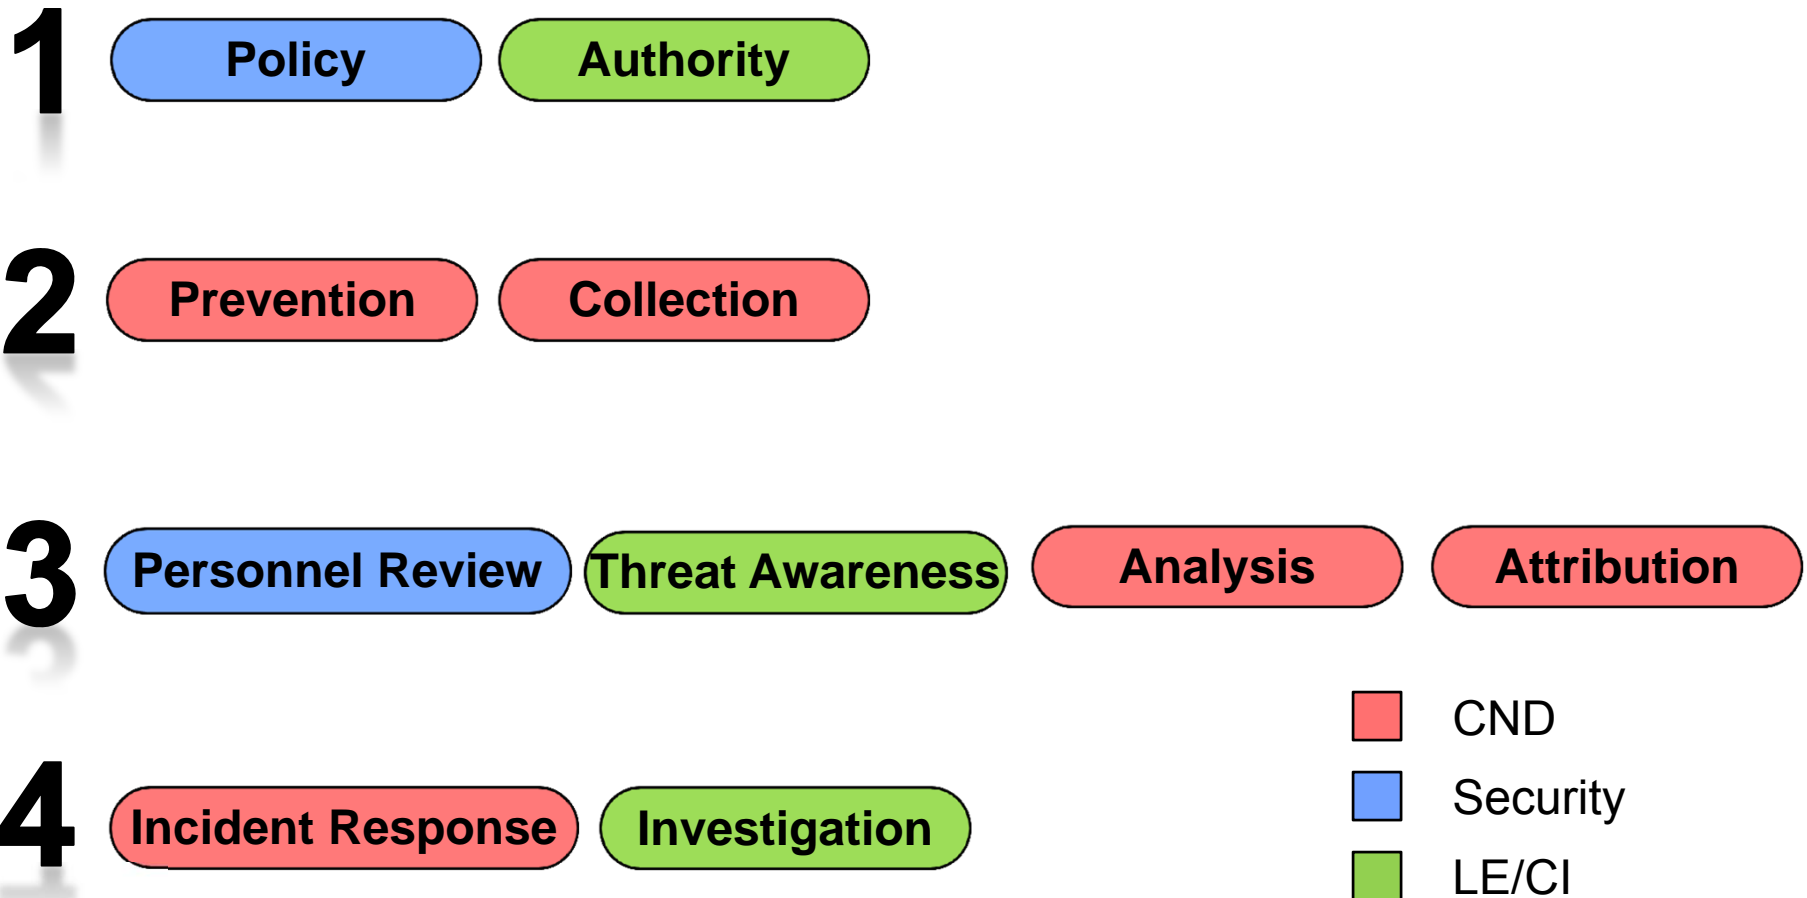 1 Policy Authority
2 Prevention Collection
3 Personnel Review Threat Awareness Analysis Attribution
CND
Security
4 Incident Response Investigation
LE/CI